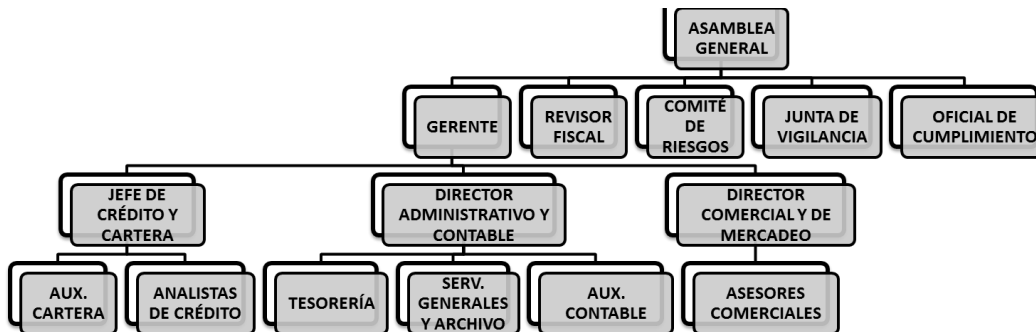 ASAMBLEA
GENERAL
GERENTE
REVISOR
FISCAL
COMITÉ
DE
RIESGOS
JUNTA DE
VIGILANCIA
OFICIAL DE
CUMPLIMIENTO
JEFE DE
CRÉDITO Y
CARTERA
DIRECTOR
ADMINISTRATIVO Y
CONTABLE
DIRECTOR
COMERCIAL Y DE
MERCADEO
AUX.
CARTERA
ANALISTAS
DE CRÉDITO
TESORERÍA
SERV.
GENERALES
Y ARCHIVO
AUX.
CONTABLE
ASESORES
COMERCIALES